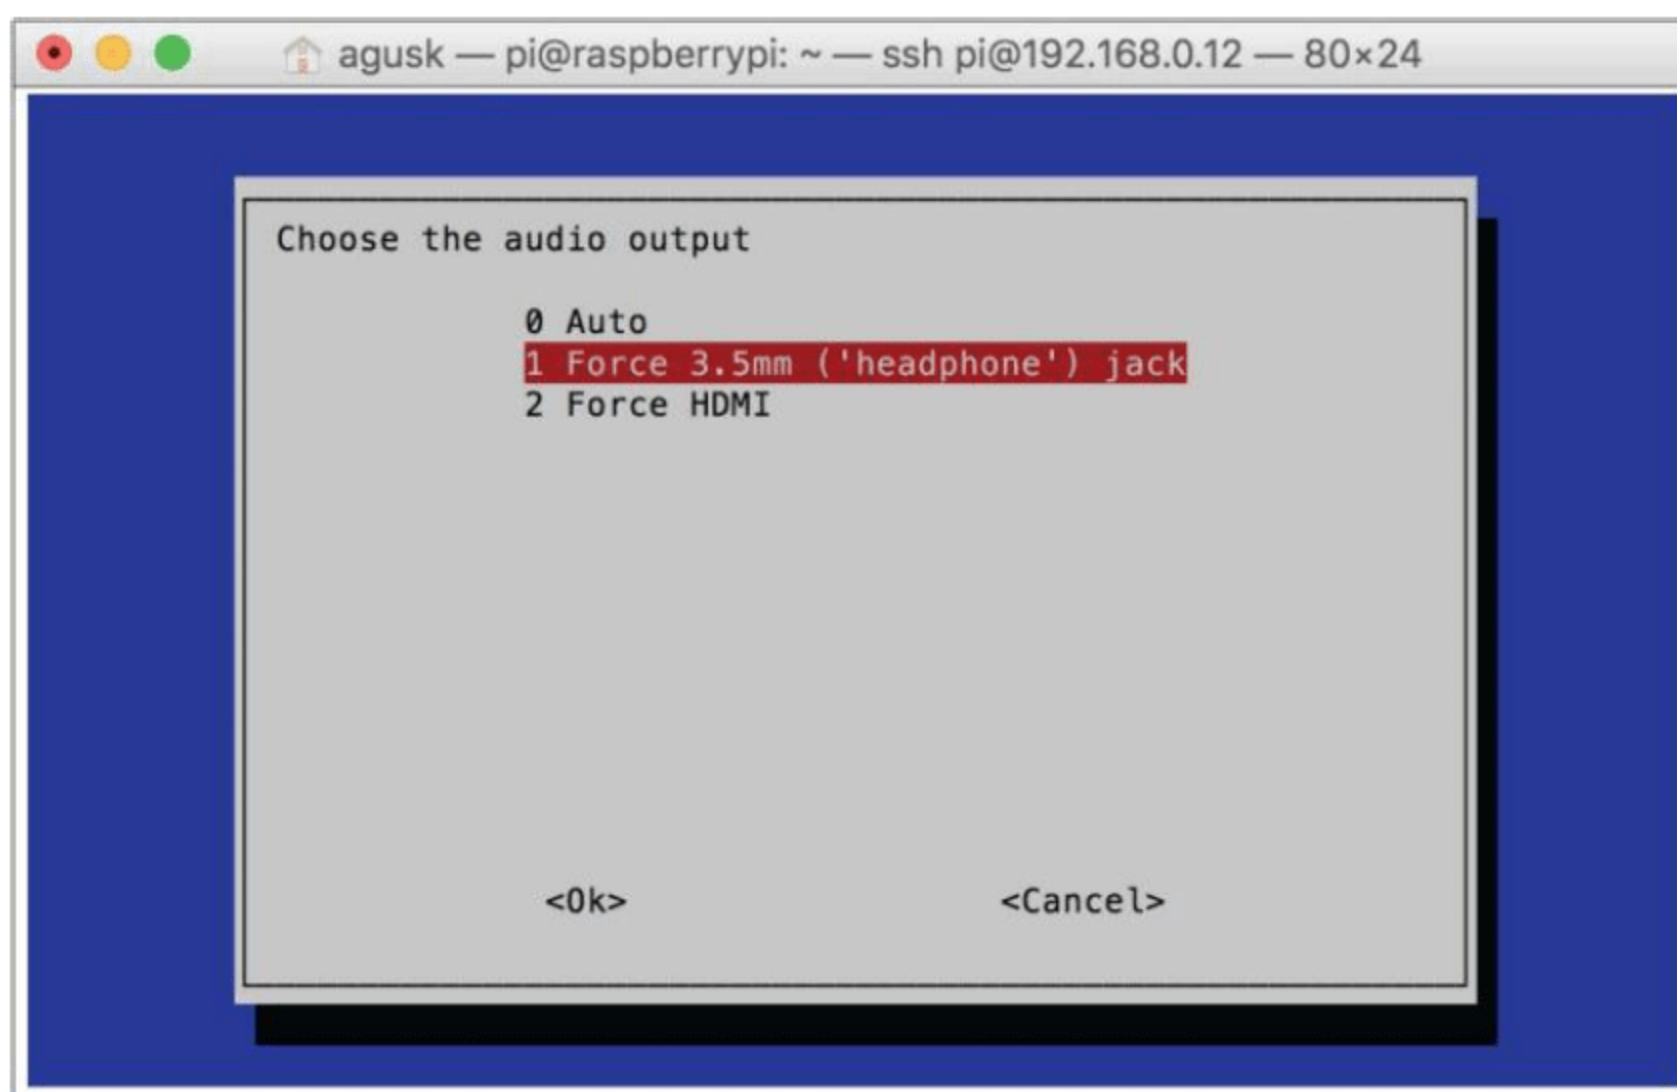 agusk — pi@raspberrypi: ~ — ssh pi@192.168.0.12 — 80×24
Choose the audio output
0 Auto
1 Force 3.5mm ('headphone') jack
2 Force HDMI
<Ok> <Cancel>